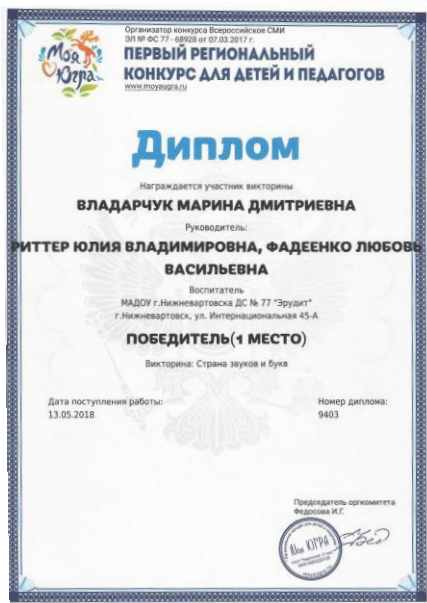 Моя
Югра
Организатор конкурса Всероссийское СМИ
ЭЛ № ФС 77 - 68928 от 07.03.2017 г.
ПЕРВЫЙ РЕГИОНАЛЬНЫЙ
КОНКУРС ДЛЯ ДЕТЕЙ И ПЕДАГОГОВ
www.moyaugra.ru
Диплом
Награждается участник викторины
ВЛАДАРЧУК МАРИНА ДМИТРИЕВНА
Руководитель:
РИТТЕР ЮЛИЯ ВЛАДИМИРОВНА, ФАДЕЕНКО ЛЮБОВЬ
ВАСИЛЬЕВНА
Воспитатель
МАДОУ г.Нижневартовска ДС № 77 "Эрудит"
г.Нижневартовск, ул. Интернациональная 45-А
ПОБЕДИТЕЛЬ(1 МЕСТО)
Викторина: Страна звуков и букв
Дата поступления работы:
13.05.2018
Номер диплома:
9403
Председатель оргкомитета
Федосова И.Г.
Моя ЮГРА